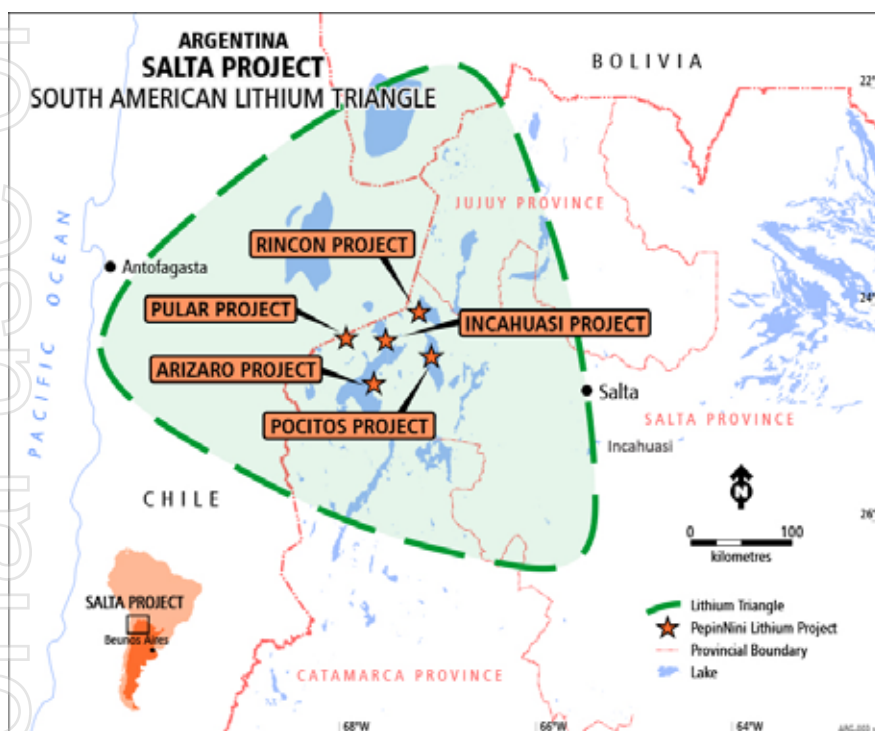 ARGENTINA
SALTA PROJECT
SOUTH AMERICAN LITHIUM TRIANGLE
BOLIVIA
22°
JUJUY PROVINCE
RINCON PROJECT
Antofagasta
24°
PULAR PROJECT
INCAHUASI PROJECT
ARIZARO PROJECT
Salta
POCITOS PROJECT
SALTA PROVINCE
Incahuasi
PACIFIC OCEAN
CHILE
26°
0 100
kilometres
N
SALTA PROJECT
Beunos Aires
Lithium Triangle
PepinNini Lithium Project
Provincial Boundary
Lake
CATAMARCA PROVINCE
68°W
66°W
64°W